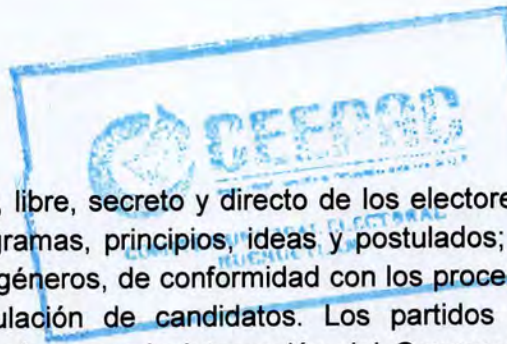 CEEPAC
libre, secreto y directo de los electore
gramas, principios, ideas y postulados;
ELECTORAL
géneros, de conformidad con los proce
ulación de candidatos. Los partidos